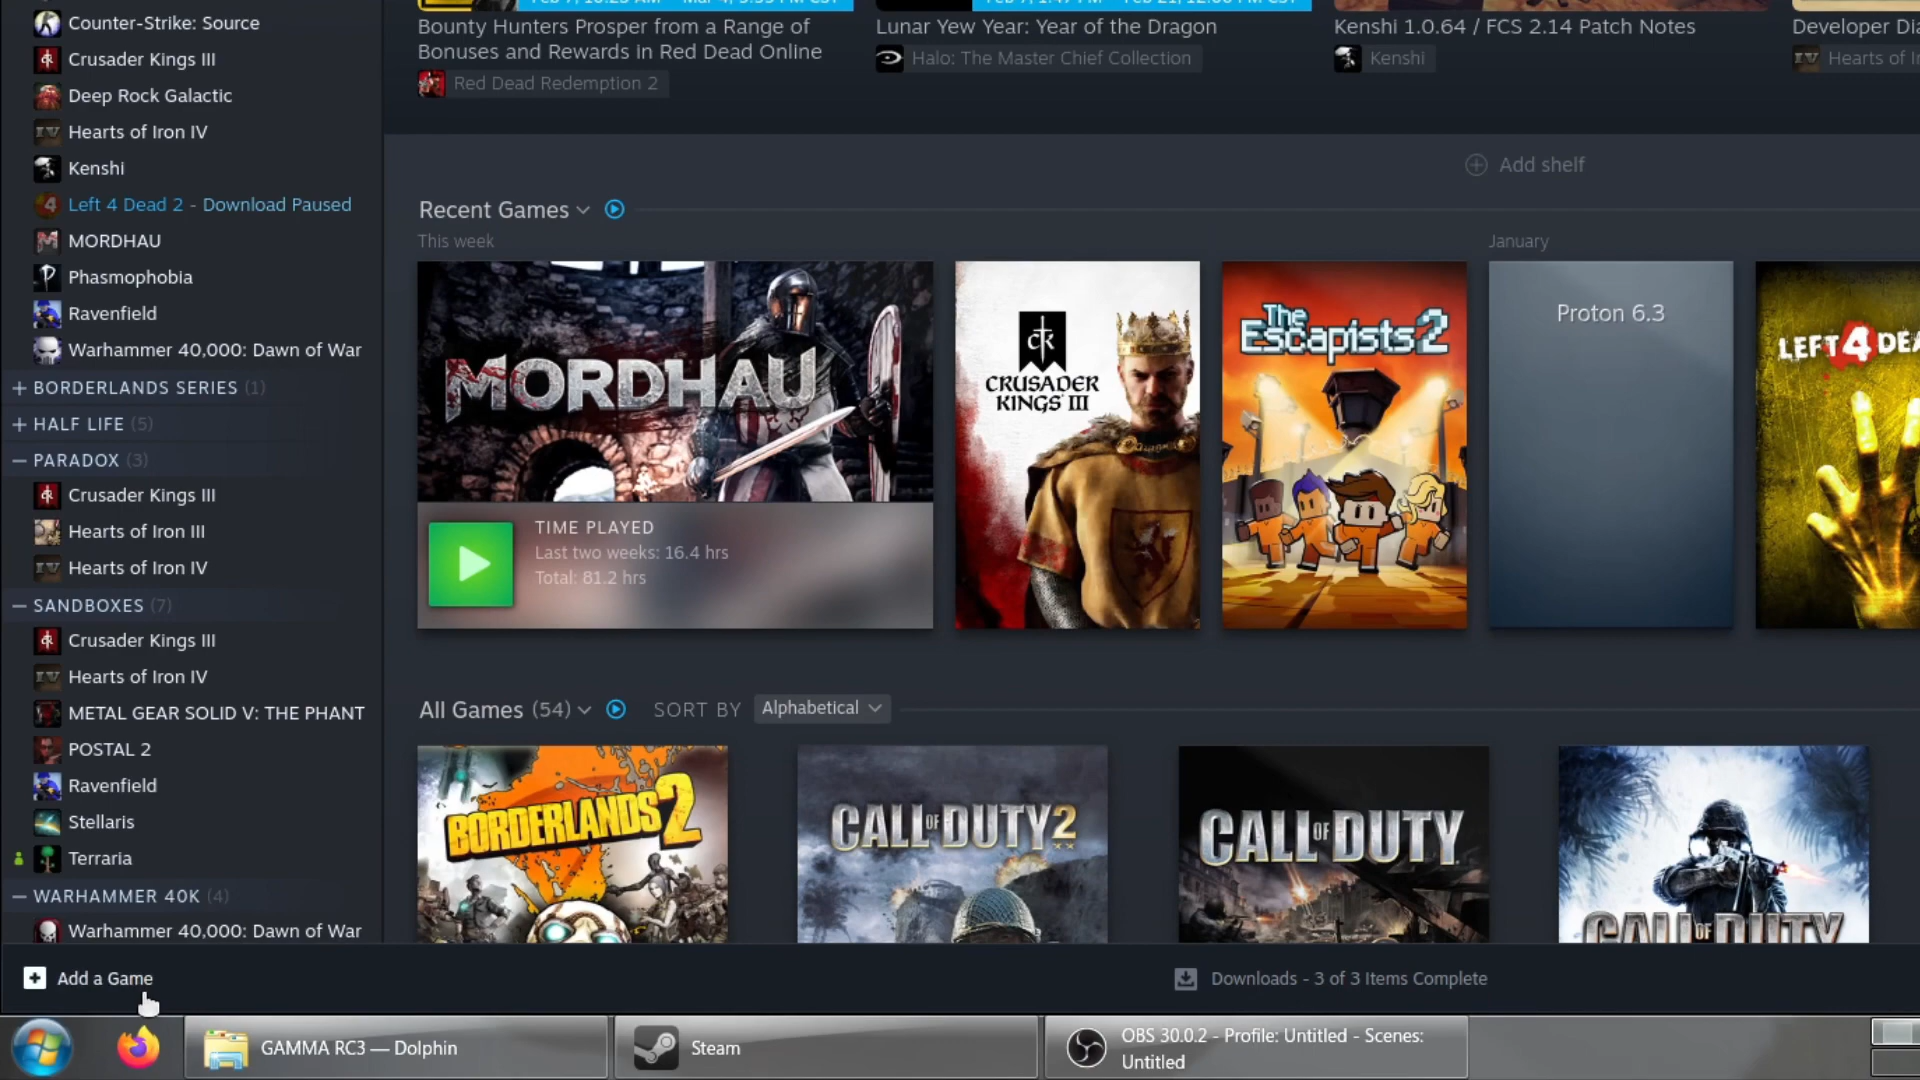 Counter-Strike: Source
Crusader Kings III
Deep Rock Galactic
Hearts of Iron IV
Kenshi
Left 4 Dead 2 - Download Paused
MORDHAU
Phasmophobia
Ravenfield
Warhammer 40,000: Dawn of War
BORDERLANDS SERIES (1)
HALF LIFE (5)
PARADOX (3)
Crusader Kings III
Hearts of Iron III
Hearts of Iron IV
SANDBOXES (7)
Crusader Kings III
Hearts of Iron IV
METAL GEAR SOLID V: THE PHANT
POSTAL 2
Ravenfield
Stellaris
Terraria
WARHAMMER 40K (4)
Warhammer 40,000: Dawn of War
Bounty Hunters Prosper from a Range of
Bonuses and Rewards in Red Dead Online
Red Dead Redemption 2
Lunar Yew Year: Year of the Dragon
Halo: The Master Chief Collection
Kenshi 1.0.64 / FCS 2.14 Patch Notes
Kenshi
Developer Dia
Hearts of I
Add shelf
Recent Games
This week
January
MORDHAU
TIME PLAYED
Last two weeks: 16.4 hrs
Total: 81.2 hrs
CRUSADER
KINGS III
The
Escapists 2
Proton 6.3
LEFT 4 DEA
All Games (54)
SORT BY Alphabetical
BORDERLANDS 2
CALL OF DUTY 2
CALL OF DUTY
CALL OF DUTY
Add a Game
Downloads - 3 of 3 Items Complete
GAMMA RC3 — Dolphin
Steam
OBS 30.0.2 - Profile: Untitled - Scenes:
Untitled